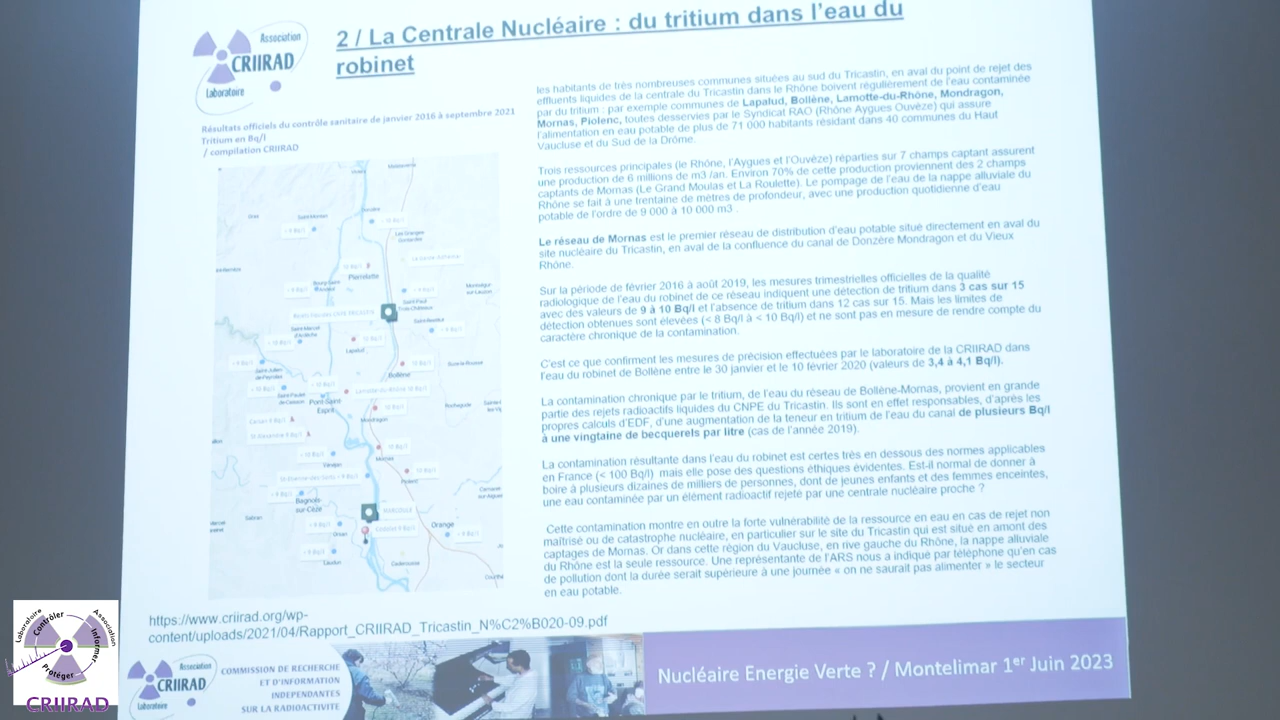 Association
CRIIRAD
Laboratoire
2 / La Centrale Nucléaire : du tritium dans l'eau du
robinet
Résultats officiels du contrôle sanitaire de janvier 2016 à septembre 2021
Tritium en Bq/l
/ compilation CRIIRAD
les habitants de très nombreuses communes situées au sud du Tricastin, en aval du point de rejet des
effluents liquides de la centrale du Tricastin dans le Rhône boivent régulièrement de l'eau contaminée
par du tritium : par exemple communes de Lapalud, Bollène, Lamotte-du-Rhône, Mondragon,
Mornas, Piolenc, toutes desservies par le Syndicat RAO (Rhône Aygues Ouvèze) qui assure
l'alimentation en eau potable de plus de 71 000 habitants résidant dans 40 communes du Haut
Vaucluse et du Sud de la Drôme.
Trois ressources principales (le Rhône, l'Aygues et l'Ouvèze) réparties sur 7 champs captant assurent
une production de 6 millions de m3 /an. Environ 70% de cette production proviennent des 2 champs
captants de Mornas (Le Grand Moulas et La Roulette). Le pompage de l'eau de la nappe alluviale du
Rhône se fait à une trentaine de mètres de profondeur, avec une production quotidienne d'eau
potable de l'ordre de 9 000 à 10 000 m3 .
Le réseau de Mornas est le premier réseau de distribution d'eau potable situé directement en aval du
site nucléaire du Tricastin, en aval de la confluence du canal de Donzère Mondragon et du Vieux
Rhône.
Sur la période de février 2016 à août 2019, les mesures trimestrielles officielles de la qualité
radiologique de l'eau du robinet de ce réseau indiquent une détection de tritium dans 3 cas sur 15
avec des valeurs de 9 à 10 Bq/l et l'absence de tritium dans 12 cas sur 15. Mais les limites de
détection obtenues sont élevées (< 8 Bq/l à < 10 Bq/l) et ne sont pas en mesure de rendre compte du
caractère chronique de la contamination.
C'est ce que confirment les mesures de précision effectuées par le laboratoire de la CRIIRAD dans
l'eau du robinet de Bollène entre le 30 janvier et le 10 février 2020 (valeurs de 3,4 à 4,1 Bq/l).
La contamination chronique par le tritium, de l'eau du réseau de Bollène-Mornas, provient en grande
partie des rejets radioactifs liquides du CNPE du Tricastin. Ils sont en effet responsables, d'après les
propres calculs d'EDF, d'une augmentation de la teneur en tritium de l'eau du canal de plusieurs Bq/l
à une vingtaine de becquerels par litre (cas de l'année 2019).
La contamination résultante dans l'eau du robinet est certes très en dessous des normes applicables
en France (< 100 Bq/l) mais elle pose des questions éthiques évidentes. Est-il normal de donner à
boire à plusieurs dizaines de milliers de personnes, dont de jeunes enfants et des femmes enceintes,
une eau contaminée par un élément radioactif rejeté par une centrale nucléaire proche ?
Cette contamination montre en outre la forte vulnérabilité de la ressource en eau en cas de rejet non
maîtrisé ou de catastrophe nucléaire, en particulier sur le site du Tricastin qui est situé en amont des
captages de Mornas. Or dans cette région du Vaucluse, en rive gauche du Rhône, la nappe alluviale
du Rhône est la seule ressource. Une représentante de l'ARS nous a indiqué par téléphone qu'en cas
de pollution dont la durée serait supérieure à une journée « on ne saurait pas alimenter » le secteur
en eau potable.
Pierrelatte
Lapalud
Bollène
Pont Saint
Esprit
Mondragon
Mornas
Piolenc
Bagnols-
sur-Cèze
MARCOULE
Orange
https://www.criirad.org/wp-
content/uploads/2021/04/Rapport_CRIIRAD_Tricastin_N%C2%B020-09.pdf
Association
CRIIRAD
Laboratoire
COMMISSION DE RECHERCHE
ET D'INFORMATION
INDEPENDANTES
SUR LA RADIOACTIVITÉ
Nucléaire Energie Verte ? / Montelimar 1er Juin 2023
Laboratoire
Association
Contrôler
Informer
Protéger
CRIIRAD